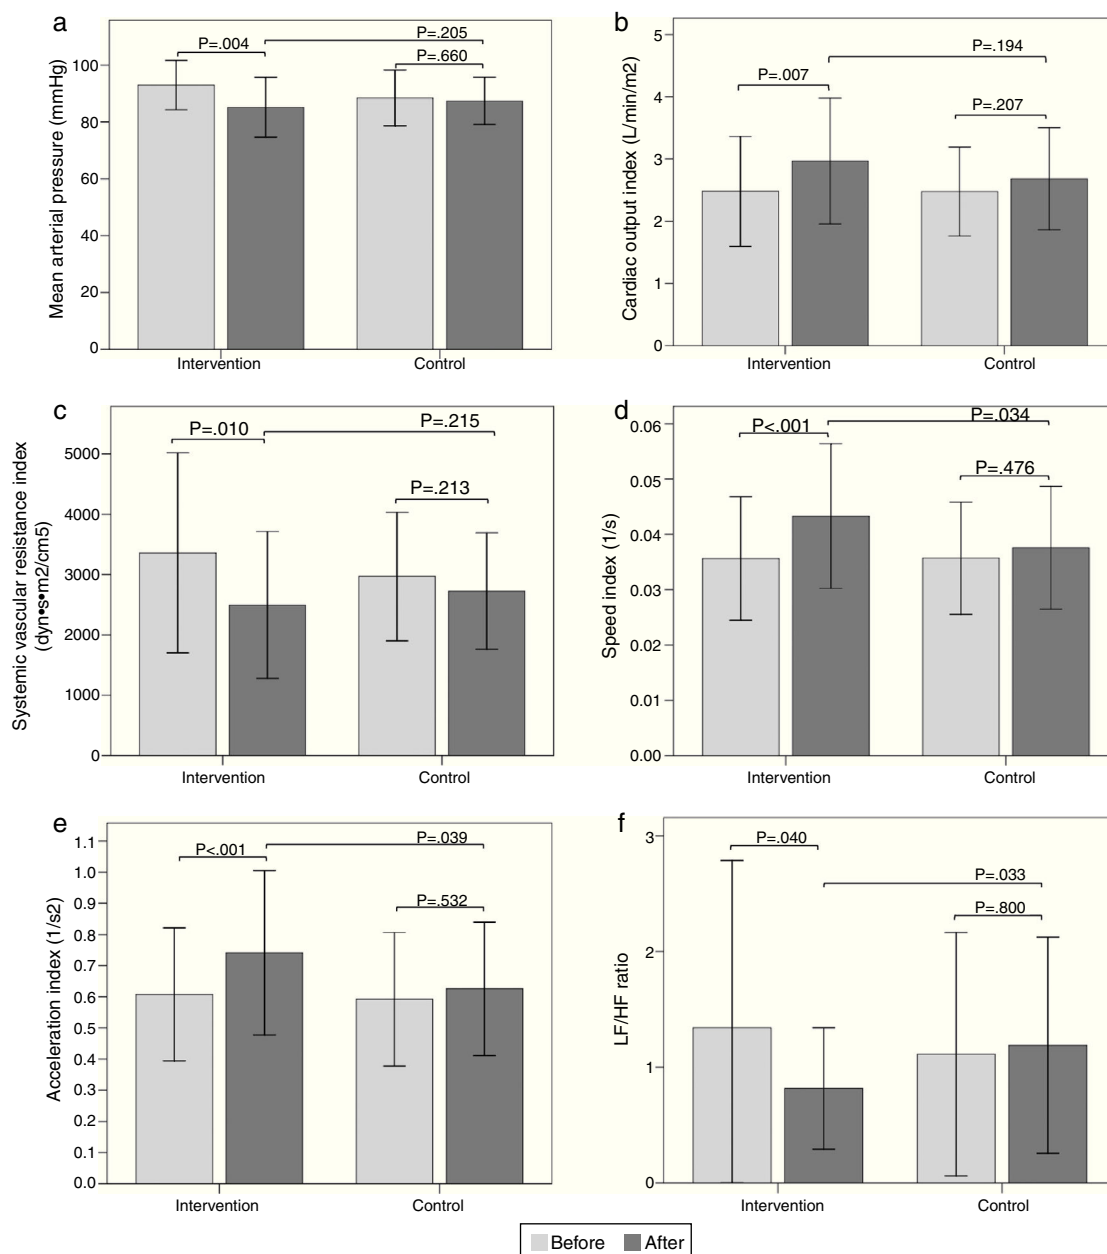 a
Mean arterial pressure (mmHg)
100
80
60
40
20
0
P=.004
P=.205
P=.660
Intervention
Control
b
Cardiac output index (L/min/m2)
5
4
3
2
1
0
P=.007
P=.194
P=.207
Intervention
Control
c
Systemic vascular resistance index
(dyn•s•m2/cm5)
5000
4000
3000
2000
1000
0
P=.010
P=.215
P=.213
Intervention
Control
d
Speed index (1/s)
0.06
0.05
0.04
0.03
0.02
0.01
0.00
P<.001
P=.034
P=.476
Intervention
Control
e
Acceleration index (1/s2)
1.1
1.0
0.9
0.8
0.7
0.6
0.5
0.4
0.3
0.2
0.1
0.0
P<.001
P=.039
P=.532
Intervention
Control
f
LF/HF ratio
3
2
1
0
P=.040
P=.033
P=.800
Intervention
Control
Before After